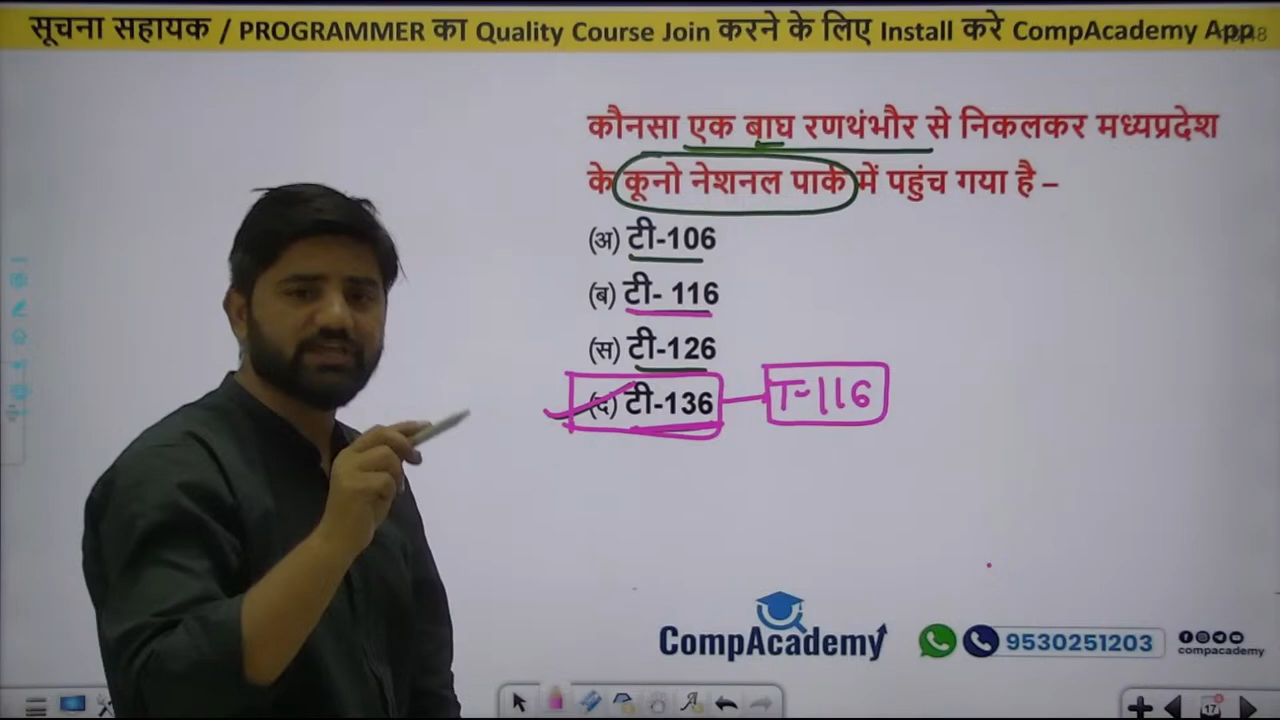 सूचना सहायक / PROGRAMMER का Quality Course Join करने के लिए Install करे CompAcademy App
कौनसा एक बाघ रणथंभौर से निकलकर मध्यप्रदेश
के कूनो नेशनल पार्क में पहुंच गया है –
(अ) टी-106
(ब) टी- 116
(स) टी-126
(द) टी-136 T-116
CompAcademy
9530251203
compacademy
17